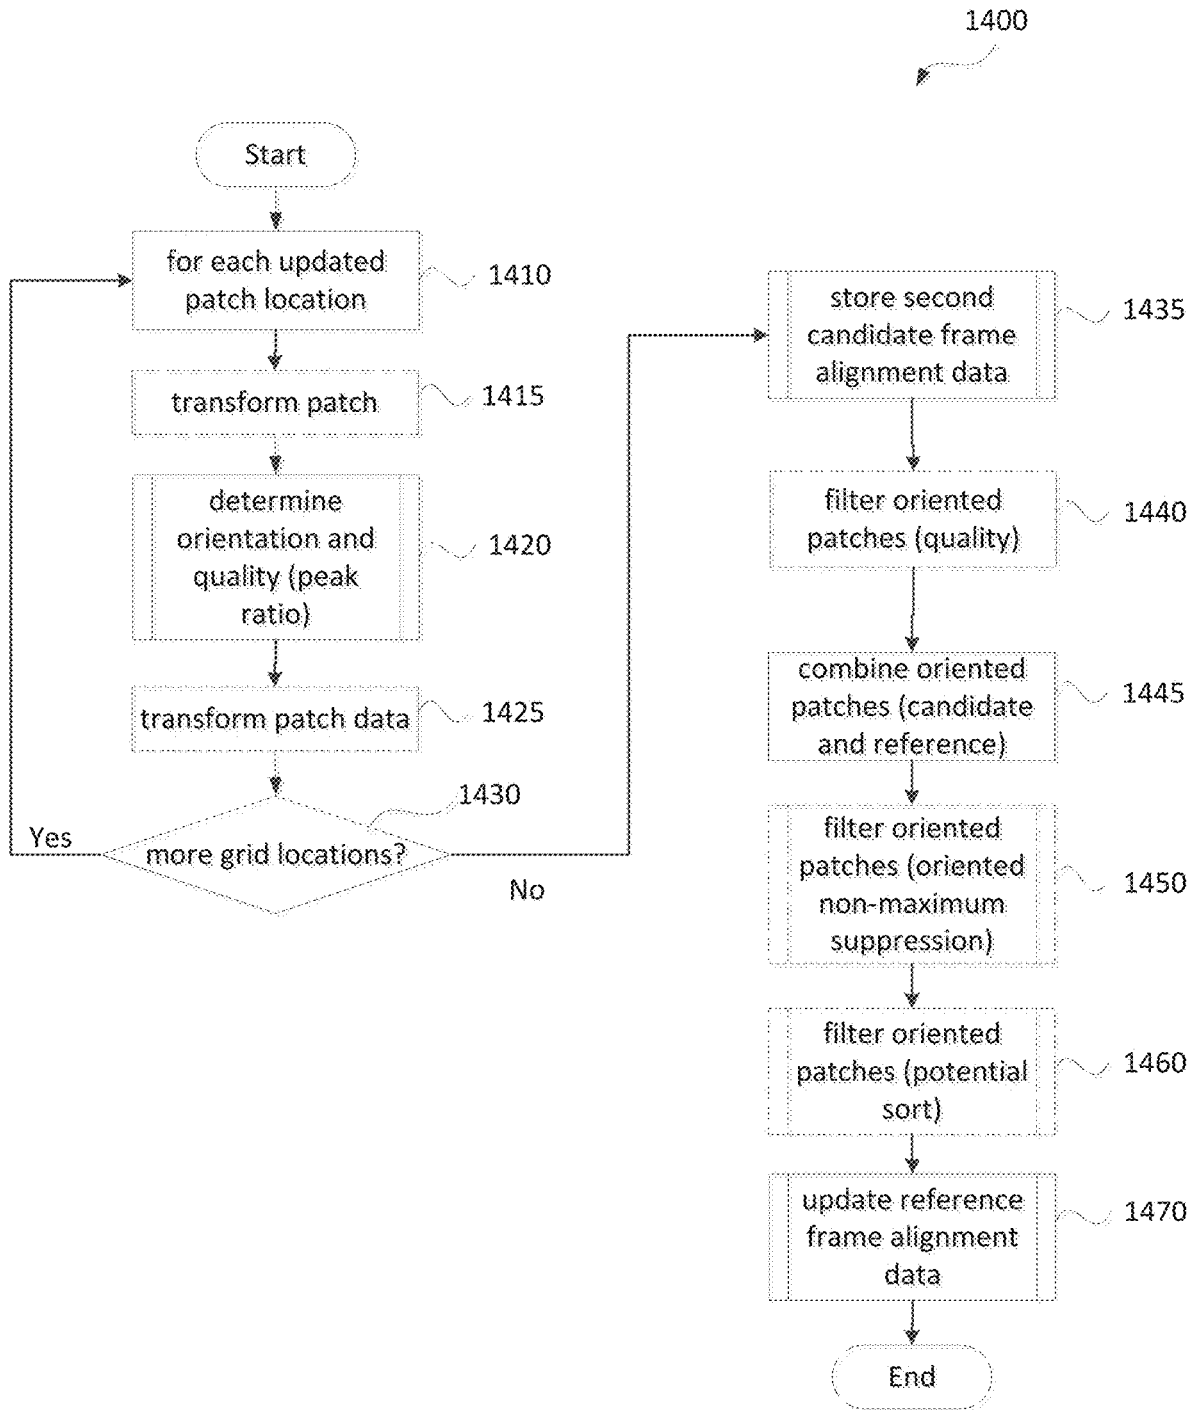 1400
Start
for each updated
patch location
1410
transform patch
1415
determine
orientation and
quality (peak
ratio)
1420
transform patch data
1425
more grid locations?
1430
Yes
No
store second
candidate frame
alignment data
1435
filter oriented
patches (quality)
1440
combine oriented
patches (candidate
and reference)
1445
filter oriented
patches (oriented
non-maximum
suppression)
1450
filter oriented
patches (potential
sort)
1460
update reference
frame alignment
data
1470
End